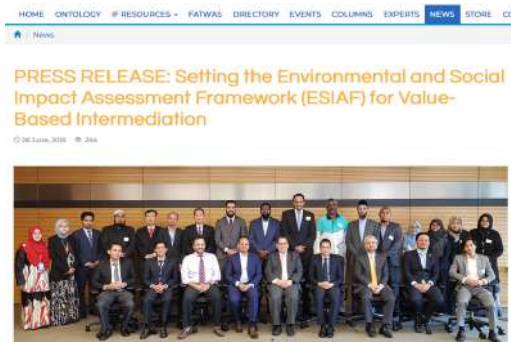 HOME ONTOLOGY IF RESOURCES FATWAS DIRECTORY EVENTS COLUMNS EXPERTS NEWS STORE
/ News
PRESS RELEASE: Setting the Environmental and Social
Impact Assessment Framework (ESIAF) for Value-
Based Intermediation